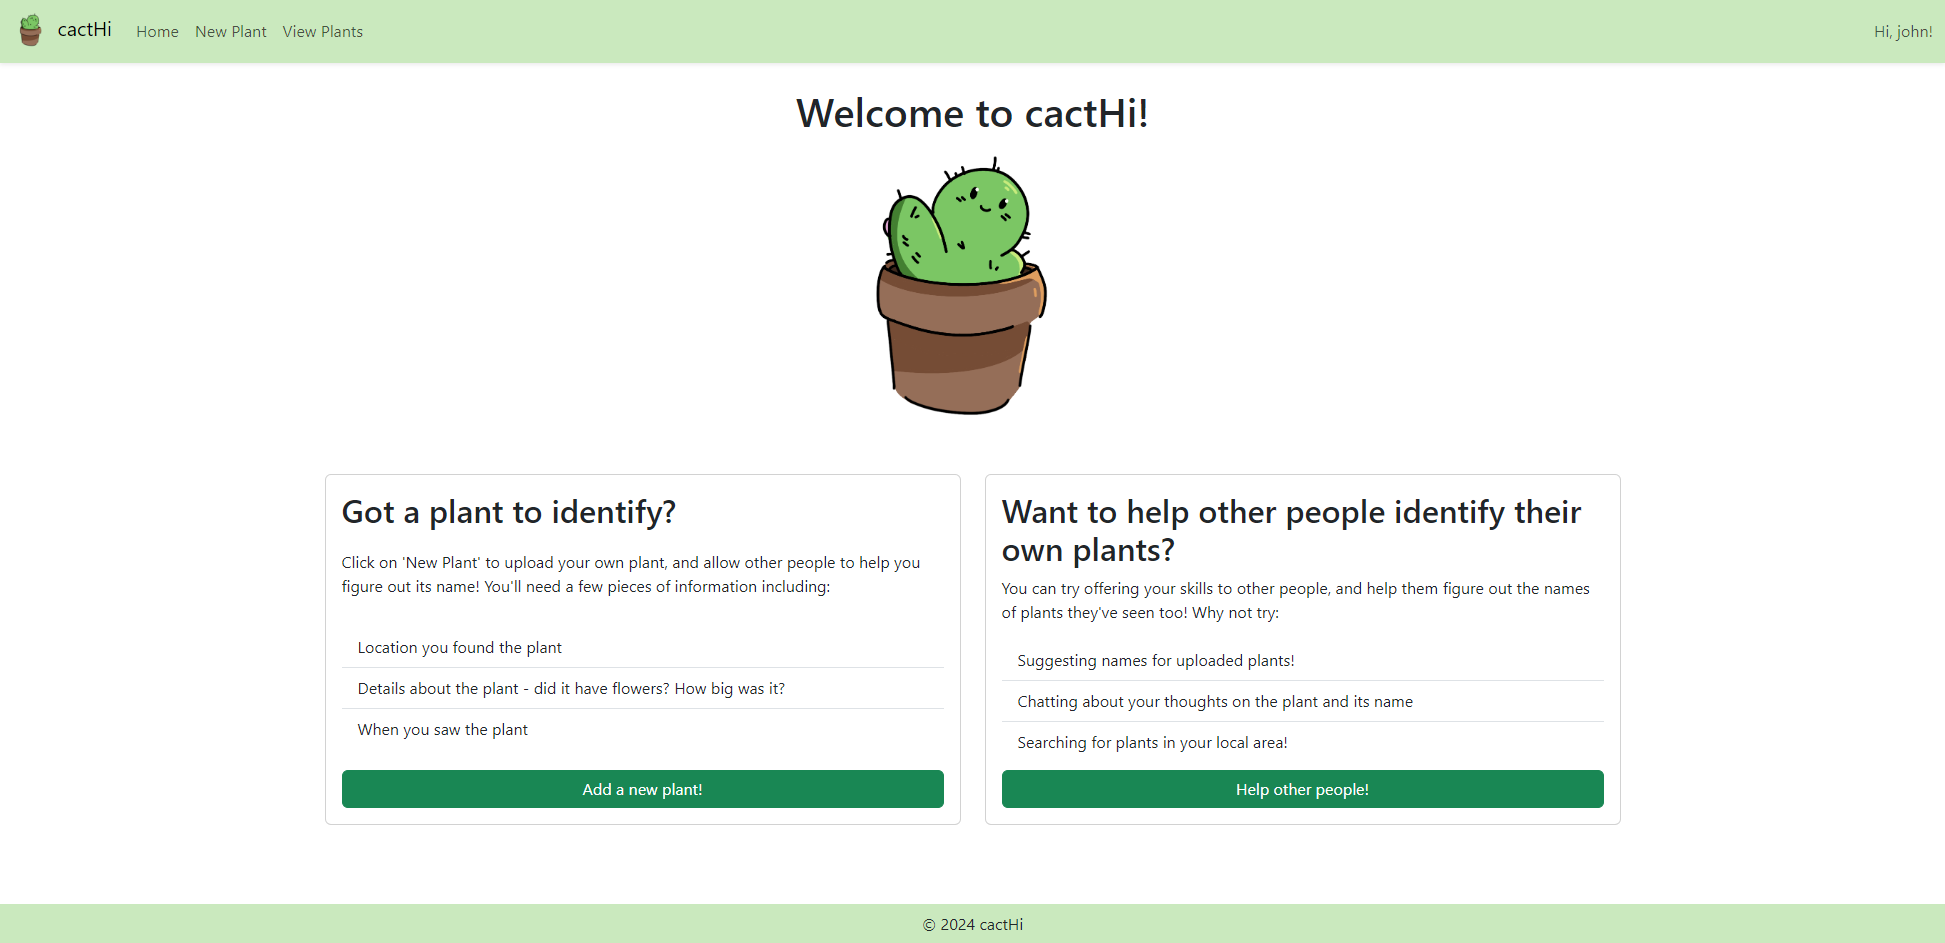 cactHi Home New Plant View Plants Hi, john!
Welcome to cactHi!
Got a plant to identify?
Click on 'New Plant' to upload your own plant, and allow other people to help you
figure out its name! You'll need a few pieces of information including:
Location you found the plant
Details about the plant - did it have flowers? How big was it?
When you saw the plant
Add a new plant!
Want to help other people identify their
own plants?
You can try offering your skills to other people, and help them figure out the names
of plants they've seen too! Why not try:
Suggesting names for uploaded plants!
Chatting about your thoughts on the plant and its name
Searching for plants in your local area!
Help other people!
© 2024 cactHi